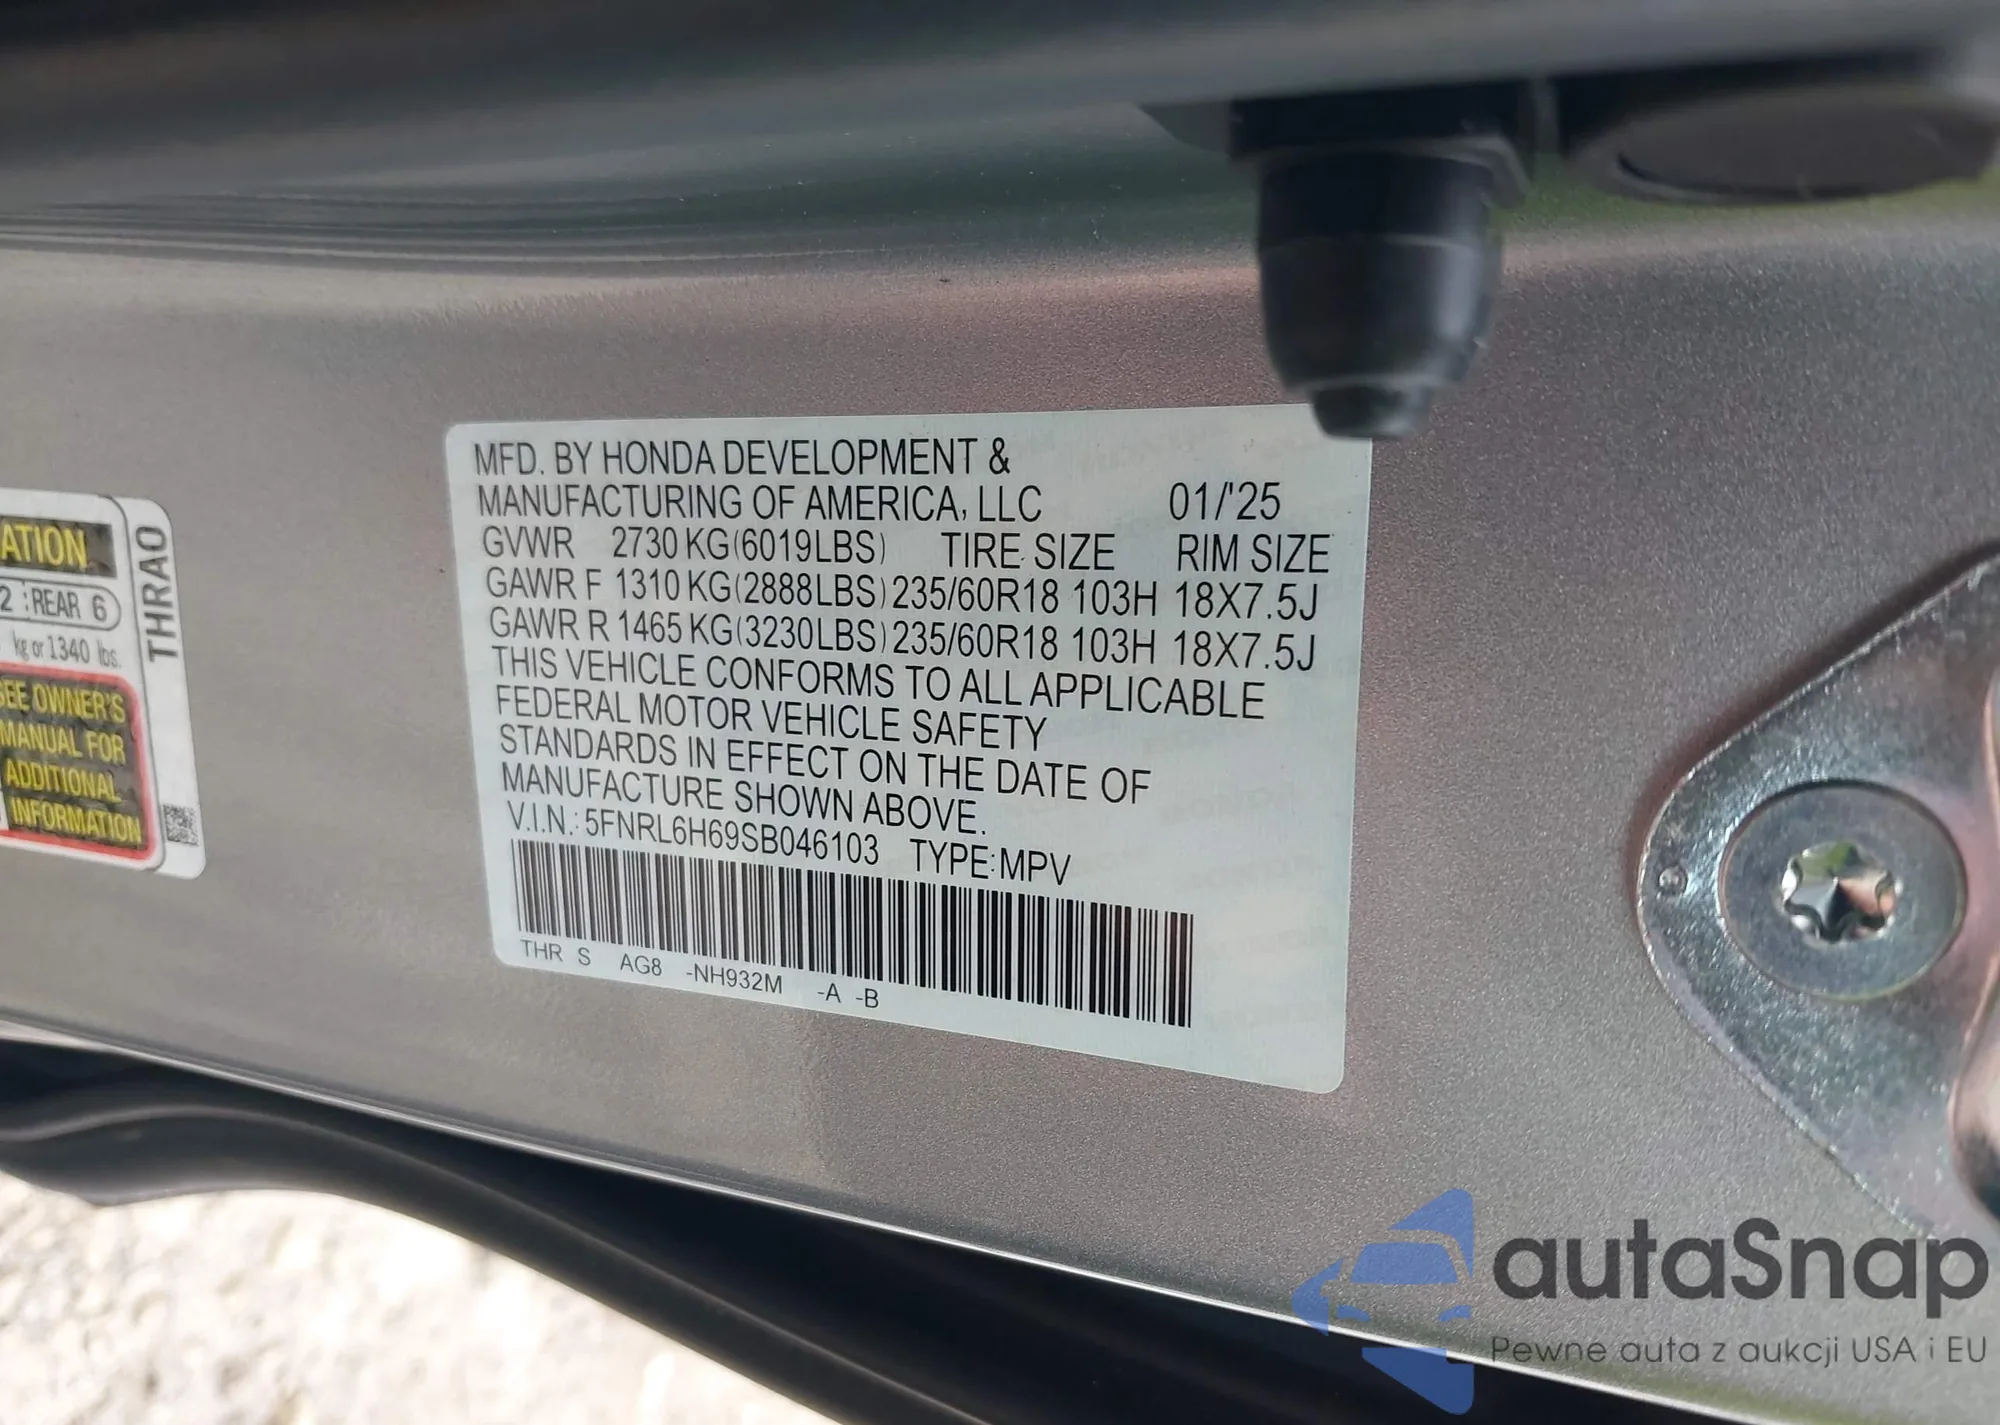 MFD. BY HONDA DEVELOPMENT &
MANUFACTURING OF AMERICA, LLC 01/'25
GVWR 2730 KG(6019LBS) TIRE SIZE RIM SIZE
GAWR F 1310 KG(2888LBS) 235/60R18 103H 18X7.5J
GAWR R 1465 KG(3230LBS) 235/60R18 103H 18X7.5J
THIS VEHICLE CONFORMS TO ALL APPLICABLE
FEDERAL MOTOR VEHICLE SAFETY
STANDARDS IN EFFECT ON THE DATE OF
MANUFACTURE SHOWN ABOVE.
V.I.N.: 5FNRL6H69SB046103 TYPE:MPV
THR S AG8 -NH932M -A -B
ATION
2 : REAR 6
kg or 1340 lbs.
SEE OWNER'S
MANUAL FOR
ADDITIONAL
INFORMATION
THRAO
autaSnap
Pewne auta z aukcji USA i EU